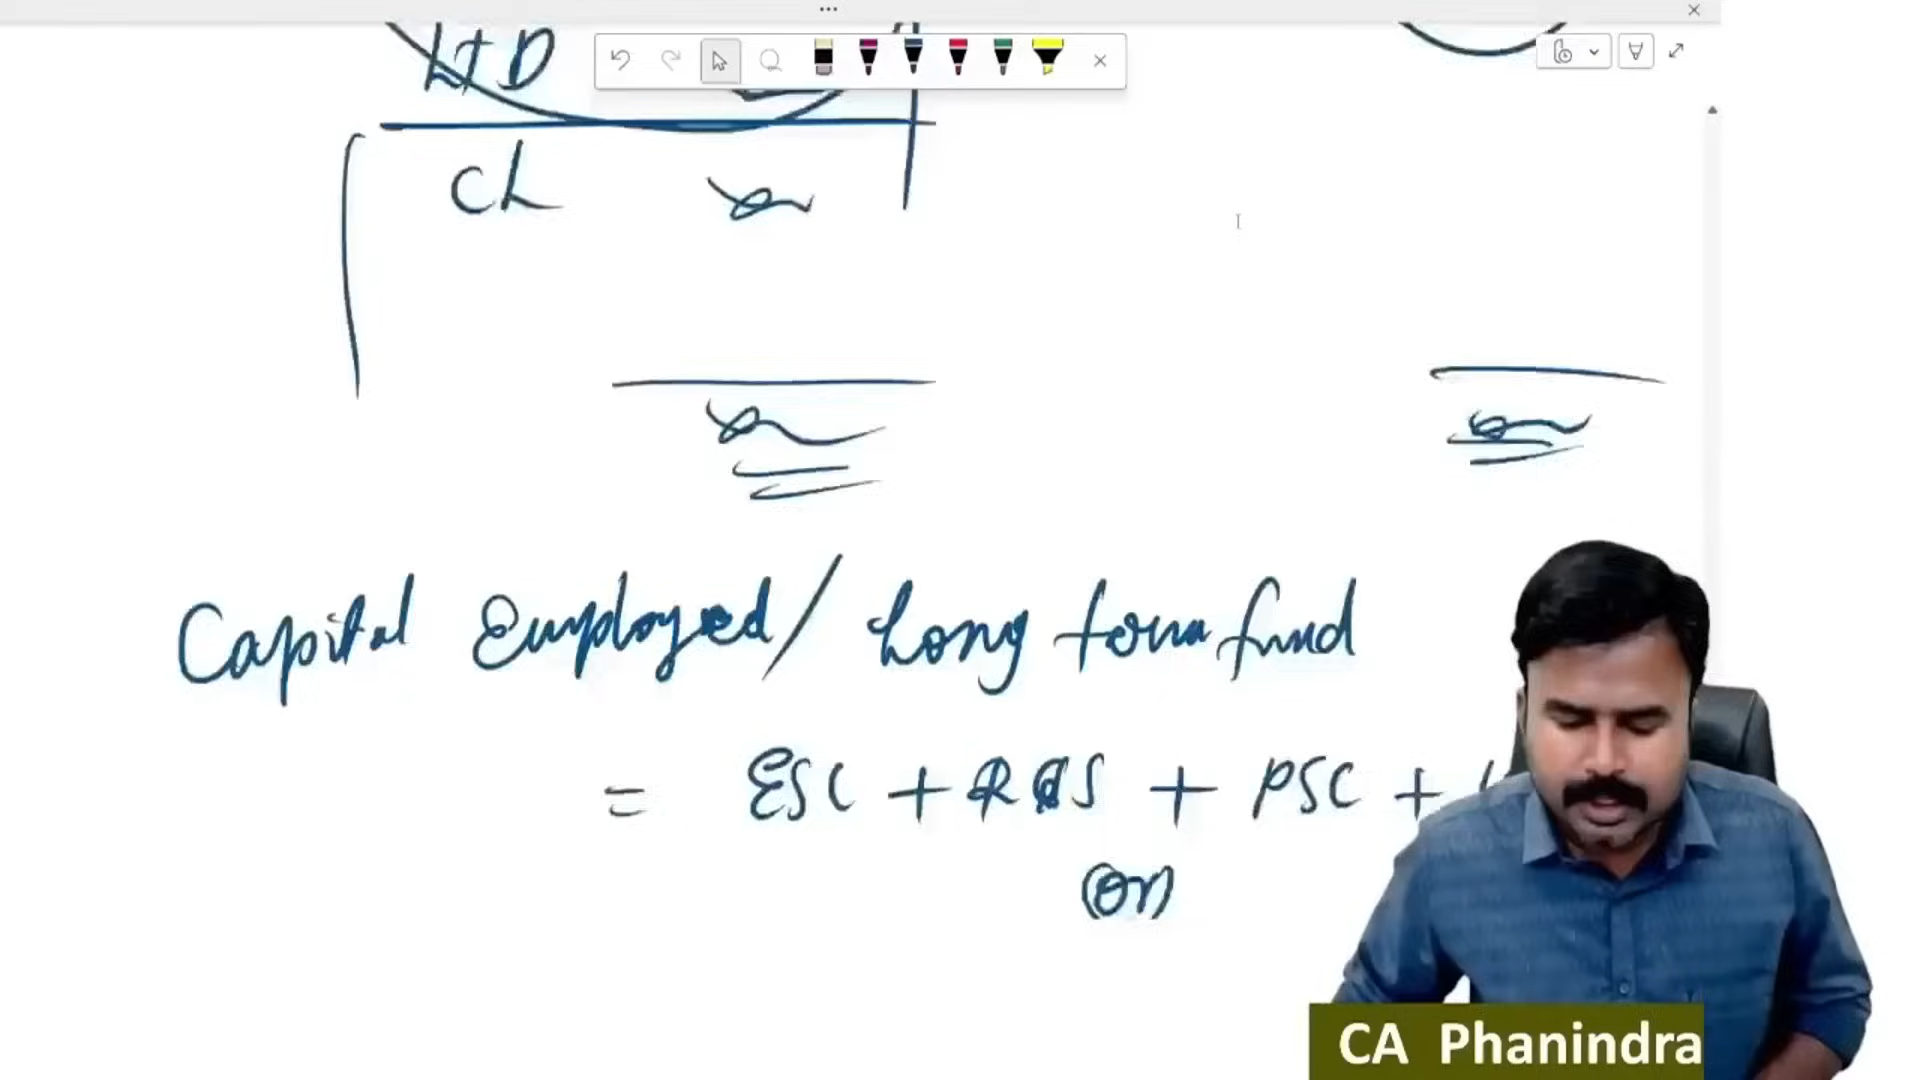 LTD
CL
Capital Employed/ Long term fund
= ESC + R&S + PSC +
(or)
CA Phanindra